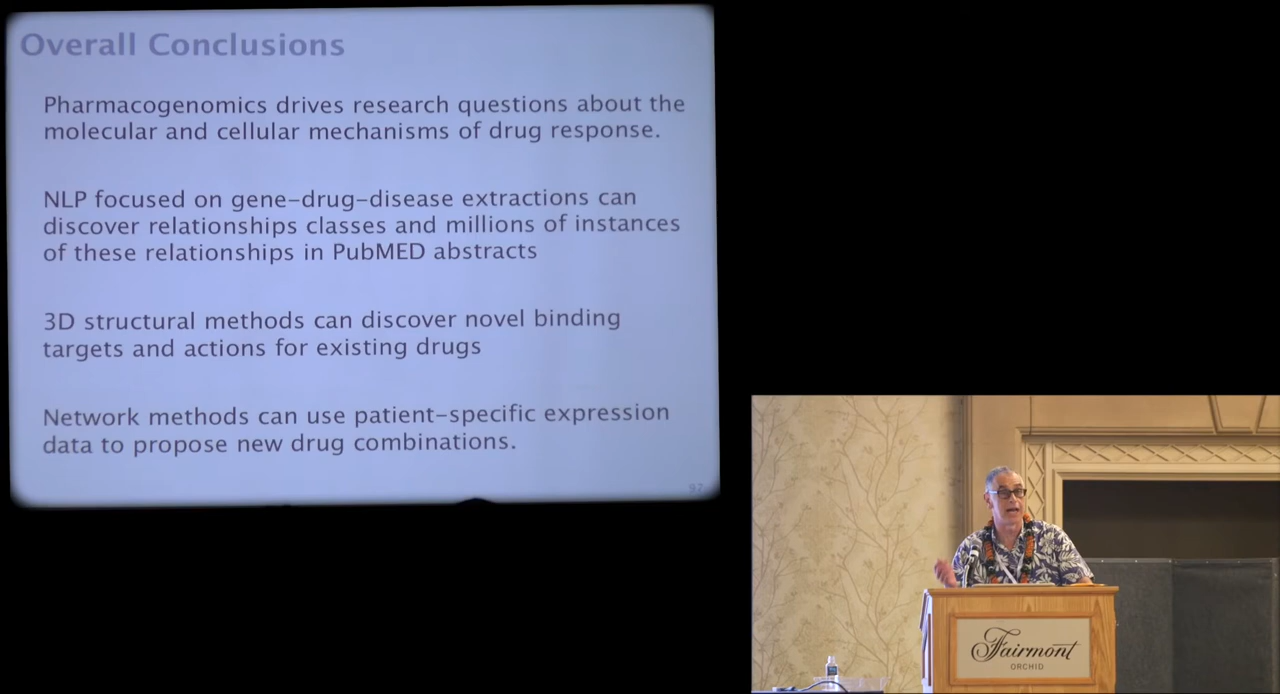 Overall Conclusions
Pharmacogenomics drives research questions about the
molecular and cellular mechanisms of drug response.
NLP focused on gene-drug-disease extractions can
discover relationships classes and millions of instances
of these relationships in PubMED abstracts
3D structural methods can discover novel binding
targets and actions for existing drugs
Network methods can use patient-specific expression
data to propose new drug combinations.
97
Fairmont
ORCHID